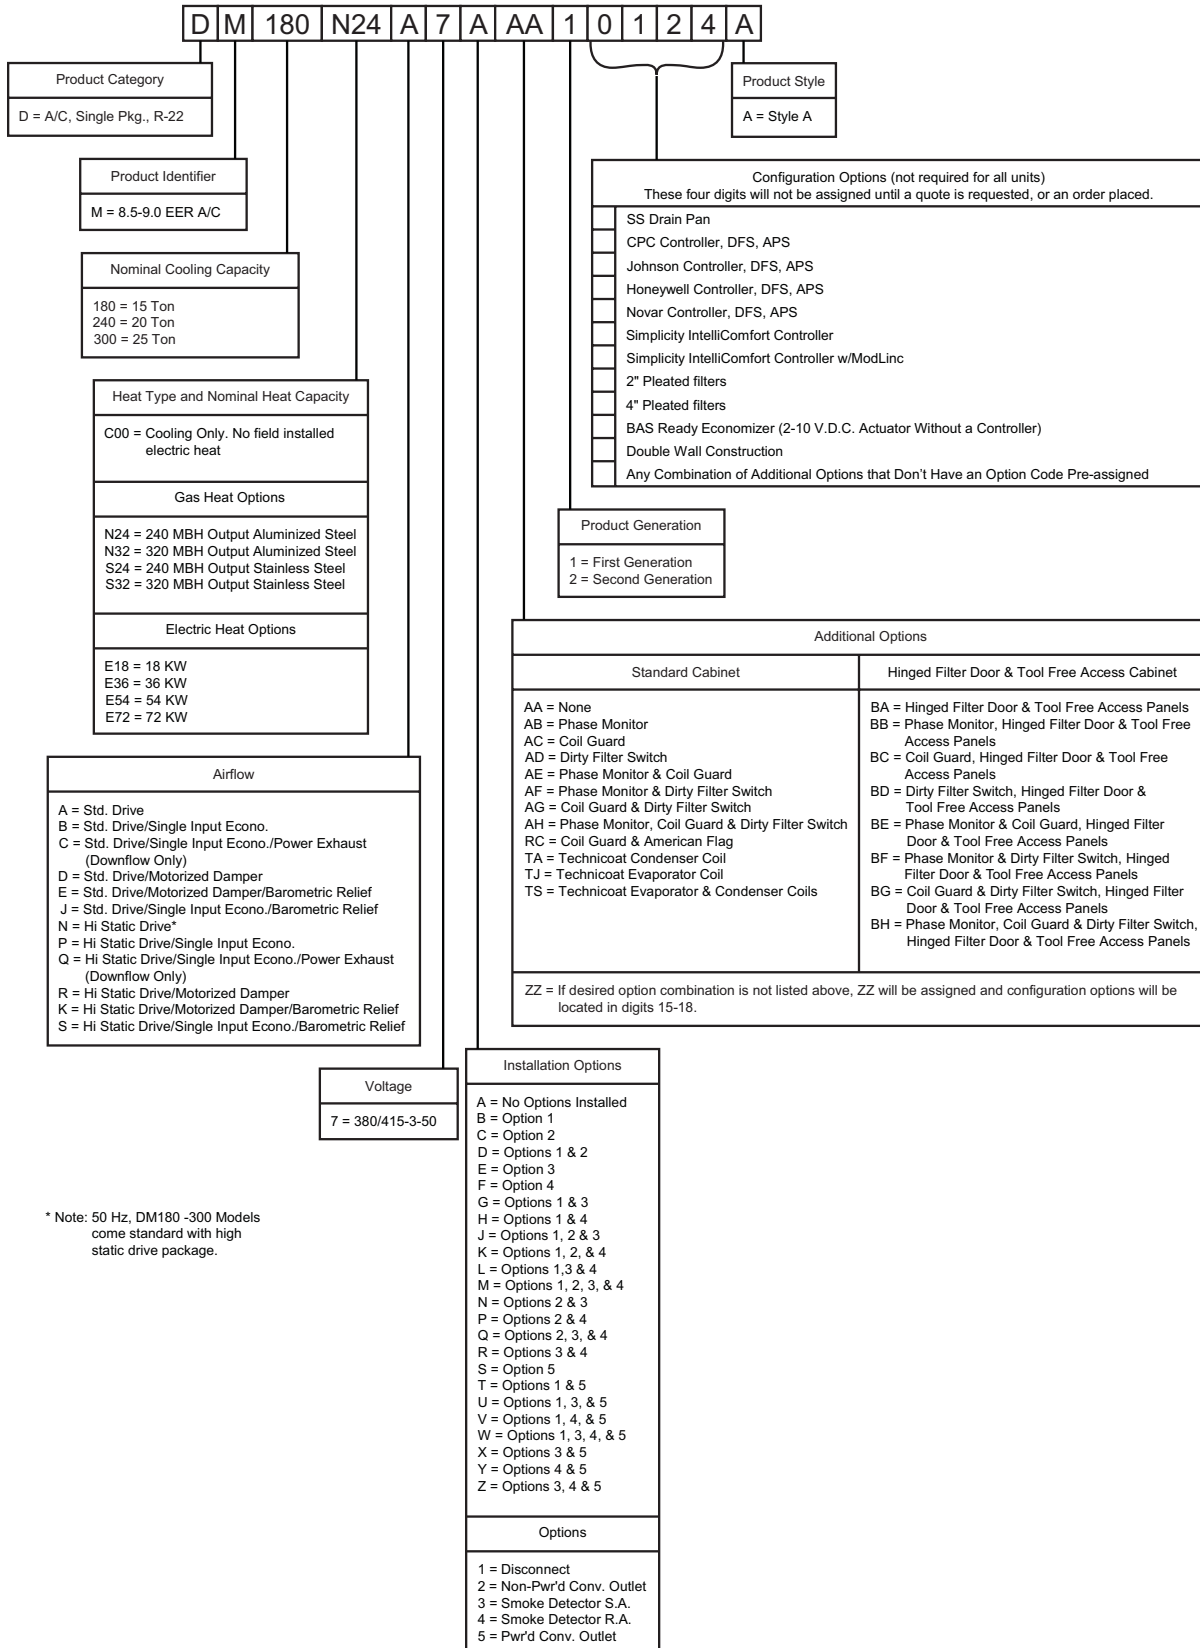 D M 180 N24 A 7 A AA 1 0 1 2 4 A
Product Category
D = A/C, Single Pkg., R-22
Product Style
A = Style A
Product Identifier
M = 8.5-9.0 EER A/C
Configuration Options (not required for all units)
These four digits will not be assigned until a quote is requested, or an order placed.
SS Drain Pan
CPC Controller, DFS, APS
Johnson Controller, DFS, APS
Honeywell Controller, DFS, APS
Novar Controller, DFS, APS
Simplicity IntelliComfort Controller
Simplicity IntelliComfort Controller w/ModLinc
2" Pleated filters
4" Pleated filters
BAS Ready Economizer (2-10 V.D.C. Actuator Without a Controller)
Double Wall Construction
Any Combination of Additional Options that Don't Have an Option Code Pre-assigned
Nominal Cooling Capacity
180 = 15 Ton
240 = 20 Ton
300 = 25 Ton
Heat Type and Nominal Heat Capacity
C00 = Cooling Only. No field installed
electric heat
Gas Heat Options
N24 = 240 MBH Output Aluminized Steel
N32 = 320 MBH Output Aluminized Steel
S24 = 240 MBH Output Stainless Steel
S32 = 320 MBH Output Stainless Steel
Electric Heat Options
E18 = 18 KW
E36 = 36 KW
E54 = 54 KW
E72 = 72 KW
Product Generation
1 = First Generation
2 = Second Generation
Additional Options
Standard Cabinet
AA = None
AB = Phase Monitor
AC = Coil Guard
AD = Dirty Filter Switch
AE = Phase Monitor & Coil Guard
AF = Phase Monitor & Dirty Filter Switch
AG = Coil Guard & Dirty Filter Switch
AH = Phase Monitor, Coil Guard & Dirty Filter Switch
RC = Coil Guard & American Flag
TA = Technicoat Condenser Coil
TJ = Technicoat Evaporator Coil
TS = Technicoat Evaporator & Condenser Coils
Hinged Filter Door & Tool Free Access Cabinet
BA = Hinged Filter Door & Tool Free Access Panels
BB = Phase Monitor, Hinged Filter Door & Tool Free
Access Panels
BC = Coil Guard, Hinged Filter Door & Tool Free
Access Panels
BD = Dirty Filter Switch, Hinged Filter Door &
Tool Free Access Panels
BE = Phase Monitor & Coil Guard, Hinged Filter
Door & Tool Free Access Panels
BF = Phase Monitor & Dirty Filter Switch, Hinged
Filter Door & Tool Free Access Panels
BG = Coil Guard & Dirty Filter Switch, Hinged Filter
Door & Tool Free Access Panels
BH = Phase Monitor, Coil Guard & Dirty Filter Switch,
Hinged Filter Door & Tool Free Access Panels
ZZ = If desired option combination is not listed above, ZZ will be assigned and configuration options will be
located in digits 15-18.
Airflow
A = Std. Drive
B = Std. Drive/Single Input Econo.
C = Std. Drive/Single Input Econo./Power Exhaust
(Downflow Only)
D = Std. Drive/Motorized Damper
E = Std. Drive/Motorized Damper/Barometric Relief
J = Std. Drive/Single Input Econo./Barometric Relief
N = Hi Static Drive*
P = Hi Static Drive/Single Input Econo.
Q = Hi Static Drive/Single Input Econo./Power Exhaust
(Downflow Only)
R = Hi Static Drive/Motorized Damper
K = Hi Static Drive/Motorized Damper/Barometric Relief
S = Hi Static Drive/Single Input Econo./Barometric Relief
Voltage
7 = 380/415-3-50
Installation Options
A = No Options Installed
B = Option 1
C = Option 2
D = Options 1 & 2
E = Option 3
F = Option 4
G = Options 1 & 3
H = Options 1 & 4
J = Options 1, 2 & 3
K = Options 1, 2, & 4
L = Options 1,3 & 4
M = Options 1, 2, 3, & 4
N = Options 2 & 3
P = Options 2 & 4
Q = Options 2, 3, & 4
R = Options 3 & 4
S = Option 5
T = Options 1 & 5
U = Options 1, 3, & 5
V = Options 1, 4, & 5
W = Options 1, 3, 4, & 5
X = Options 3 & 5
Y = Options 4 & 5
Z = Options 3, 4 & 5
Options
1 = Disconnect
2 = Non-Pwr'd Conv. Outlet
3 = Smoke Detector S.A.
4 = Smoke Detector R.A.
5 = Pwr'd Conv. Outlet
* Note: 50 Hz, DM180 -300 Models
come standard with high
static drive package.